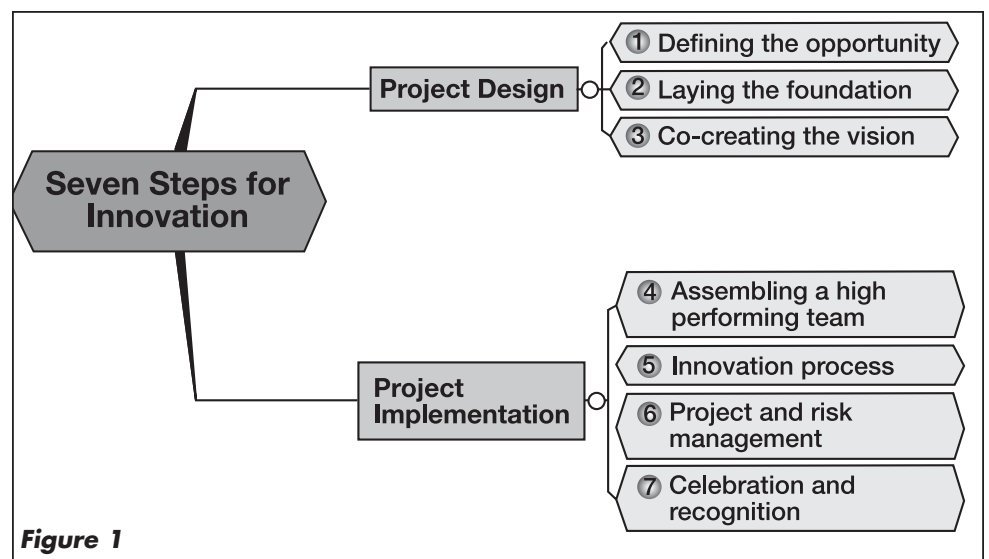 Seven Steps for
Innovation
Project Design
1 Defining the opportunity
2 Laying the foundation
3 Co-creating the vision
Project
Implementation
4 Assembling a high
performing team
5 Innovation process
6 Project and risk
management
7 Celebration and
recognition
Figure 1